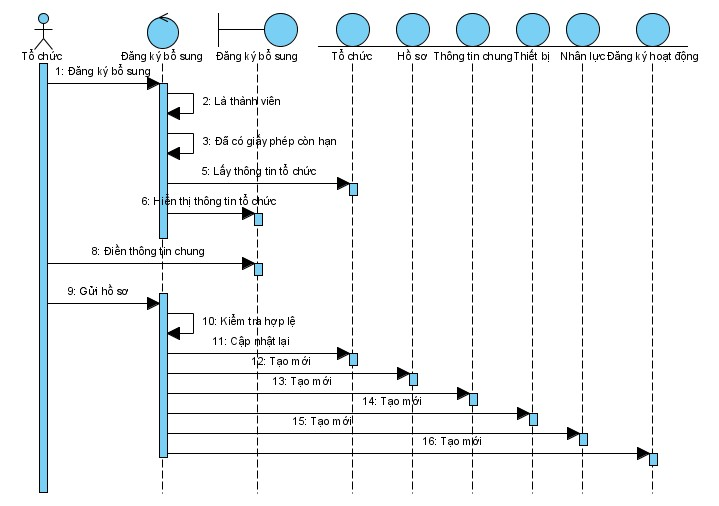 Tổ chức
Đăng ký bổ sung
Đăng ký bổ sung
Tổ chức
Hồ sơ
Thông tin chung
Thiết bị
Nhân lực
Đăng ký hoạt động
1: Đăng ký bổ sung
2: Là thành viên
3: Đã có giấy phép còn hạn
5: Lấy thông tin tổ chức
6: Hiển thị thông tin tổ chức
8: Điền thông tin chung
9: Gửi hồ sơ
10: Kiểm tra hợp lệ
11: Cập nhật lại
12: Tạo mới
13: Tạo mới
14: Tạo mới
15: Tạo mới
16: Tạo mới